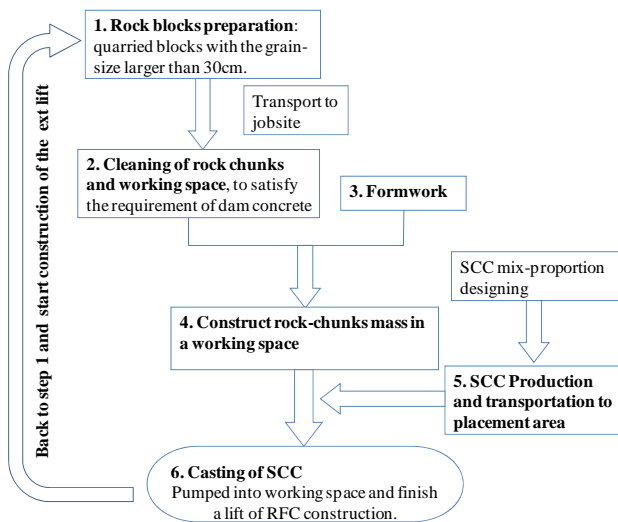 1. Rock blocks preparation:
quarried blocks with the grain-
size larger than 30cm.
Transport to
jobsite
2. Cleaning of rock chunks
and working space, to satisfy
the requirement of dam concrete
3. Formwork
SCC mix-proportion
designing
4. Construct rock-chunks mass in
a working space
5. SCC Production
and transportation to
placement area
6. Casting of SCC
Pumped into working space and finish
a lift of RFC construction.
Back to step 1 and start construction of the ext lift